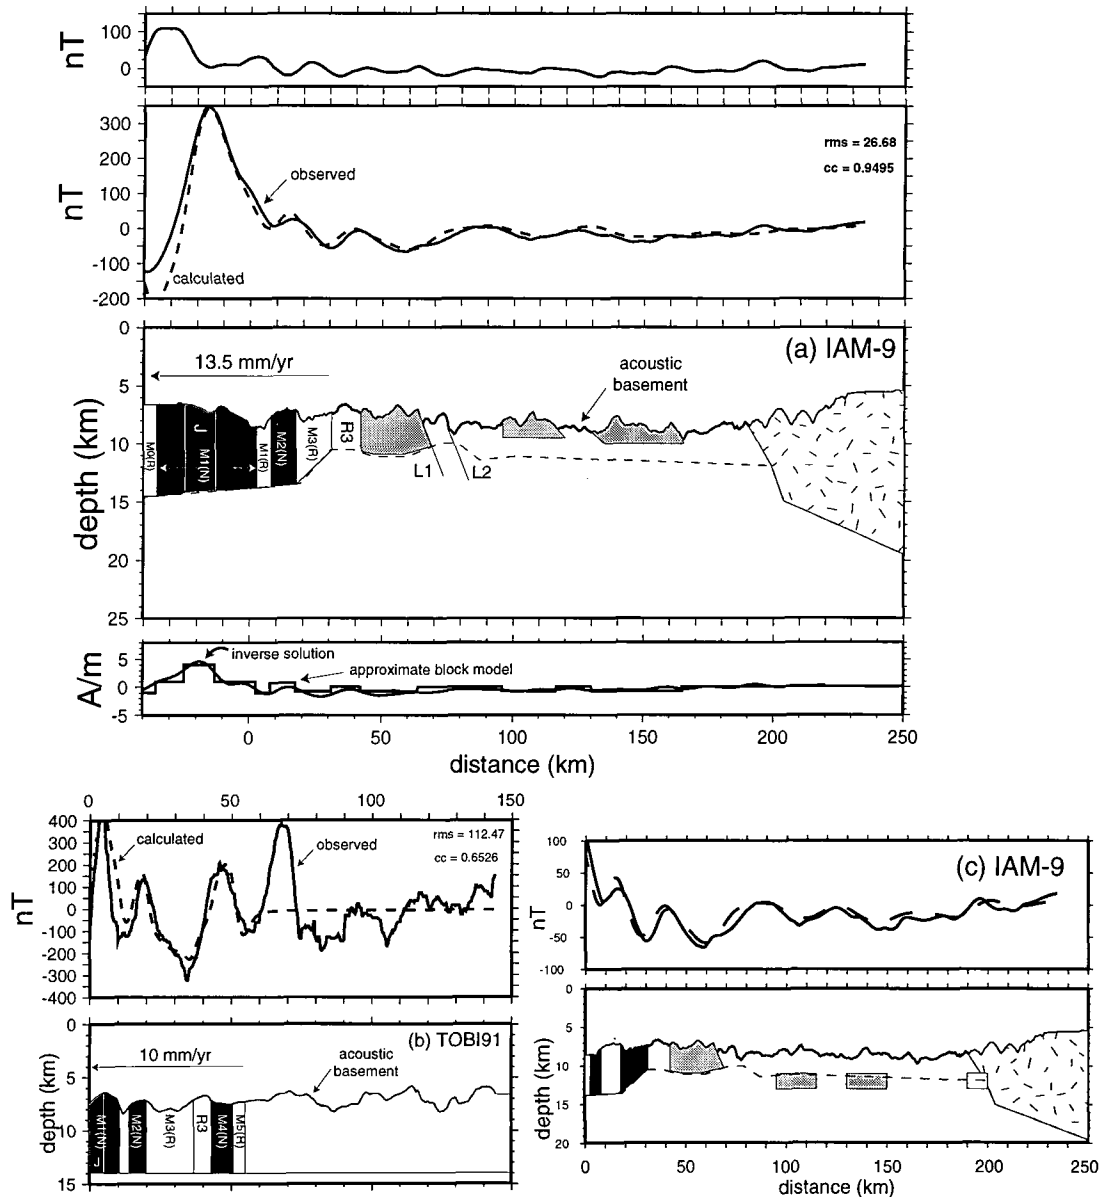 nT
100
0
nT
300
200
100
0
-100
-200
rms = 26.68
cc = 0.9495
observed
calculated
depth (km)
0
5
10
15
20
25
(a) IAM-9
13.5 mm/yr
acoustic
basement
M0(R)
J
M1(N)
M1(R)
M2(N)
M3(R)
R3
L1
L2
A/m
5
0
-5
inverse solution
approximate block model
0 50 100 150 200 250
distance (km)
0 50 100 150
nT
400
300
200
100
0
-100
-200
-300
-400
calculated
observed
rms = 112.47
cc = 0.6526
depth (km)
0
5
10
15
(b) TOBI91
10 mm/yr
acoustic
basement
J
M1(N)
M2(N)
M3(R)
R3
M4(N)
M5(R)
nT
100
50
0
-50
-100
(c) IAM-9
depth (km)
0
5
10
15
20
0 50 100 150 200 250
distance (km)